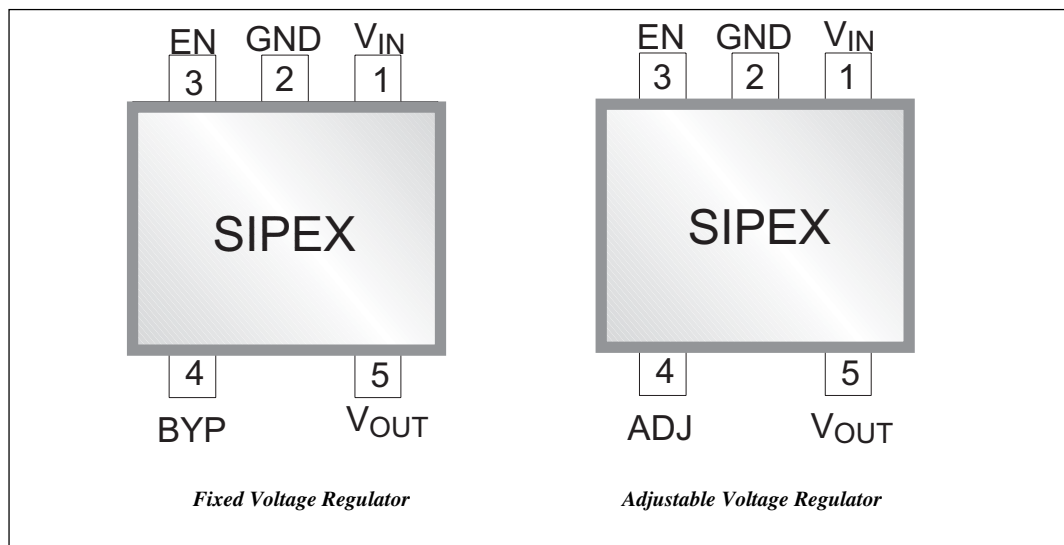 EN GND VIN
3 2 1
SIPEX
4 5
BYP VOUT
Fixed Voltage Regulator
EN GND VIN
3 2 1
SIPEX
4 5
ADJ VOUT
Adjustable Voltage Regulator